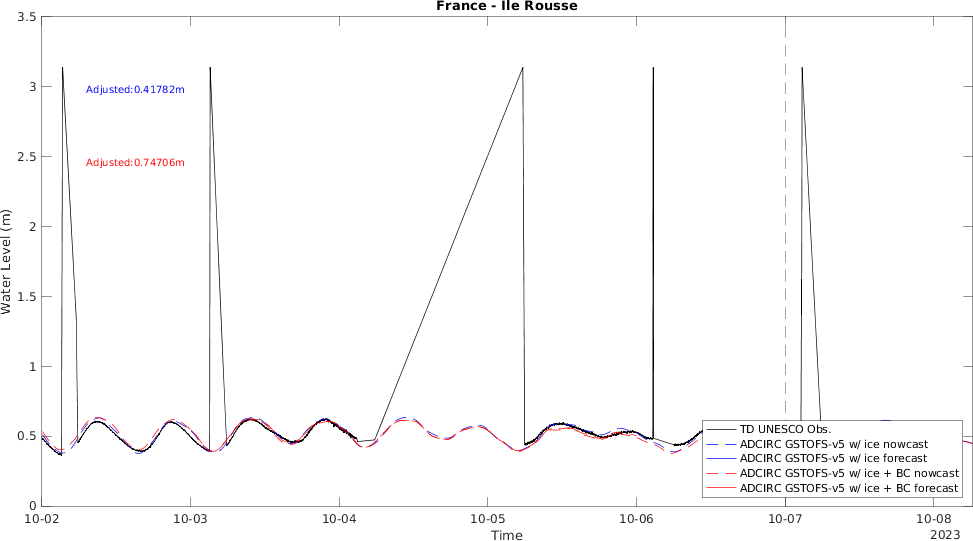 France - Ile Rousse
3.5
3
2.5
2
1.5
1
0.5
0
Water Level (m)
Adjusted:0.41782m
Adjusted:0.74706m
TD UNESCO Obs.
ADCIRC GSTOFS-v5 w/ ice nowcast
ADCIRC GSTOFS-v5 w/ ice forecast
ADCIRC GSTOFS-v5 w/ ice + BC nowcast
ADCIRC GSTOFS-v5 w/ ice + BC forecast
10-02 10-03 10-04 10-05 10-06 10-07 10-08
Time
2023